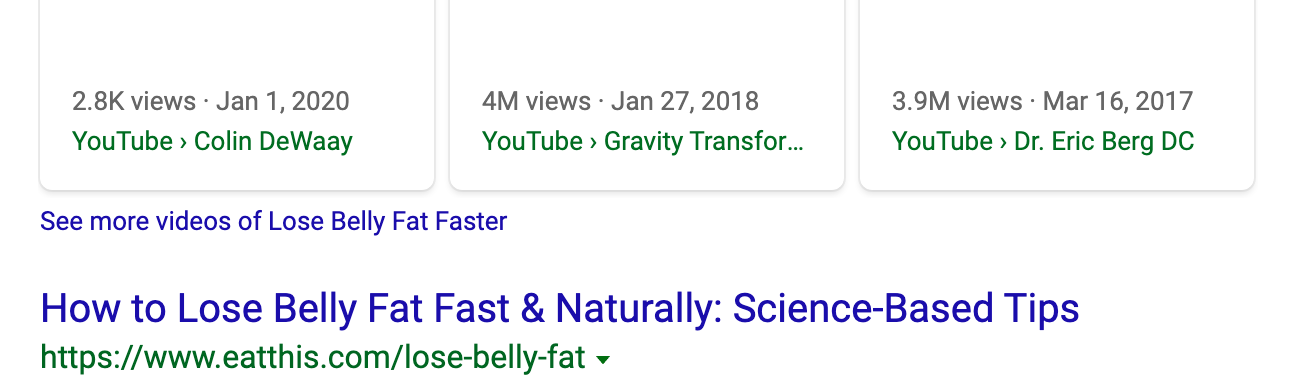 2.8K views · Jan 1, 2020
YouTube › Colin DeWaay
4M views · Jan 27, 2018
YouTube › Gravity Transfor...
3.9M views · Mar 16, 2017
YouTube › Dr. Eric Berg DC
See more videos of Lose Belly Fat Faster
How to Lose Belly Fat Fast & Naturally: Science-Based Tips
https://www.eatthis.com/lose-belly-fat